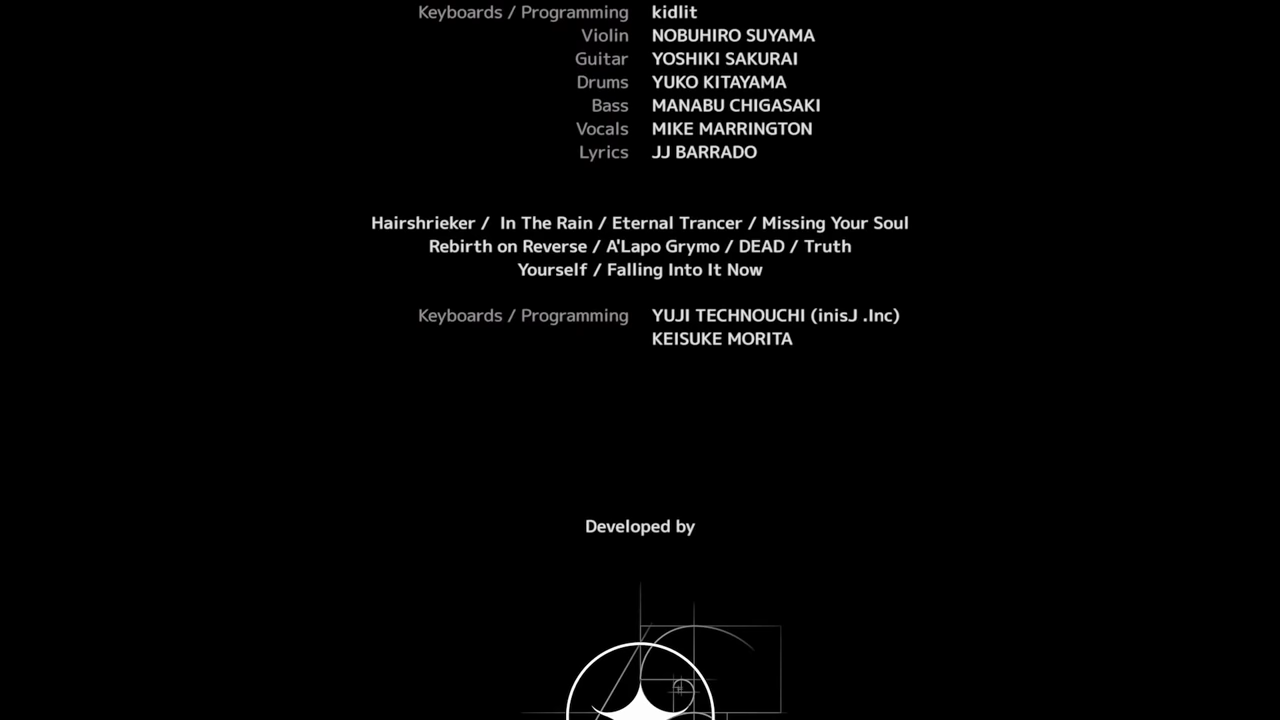 Keyboards / Programming kidlit
Violin NOBUHIRO SUYAMA
Guitar YOSHIKI SAKURAI
Drums YUKO KITAYAMA
Bass MANABU CHIGASAKI
Vocals MIKE MARRINGTON
Lyrics JJ BARRADO
Hairshrieker / In The Rain / Eternal Trancer / Missing Your Soul
Rebirth on Reverse / A'Lapo Grymo / DEAD / Truth
Yourself / Falling Into It Now
Keyboards / Programming YUJI TECHNOUCHI (inisJ .Inc)
KEISUKE MORITA
Developed by